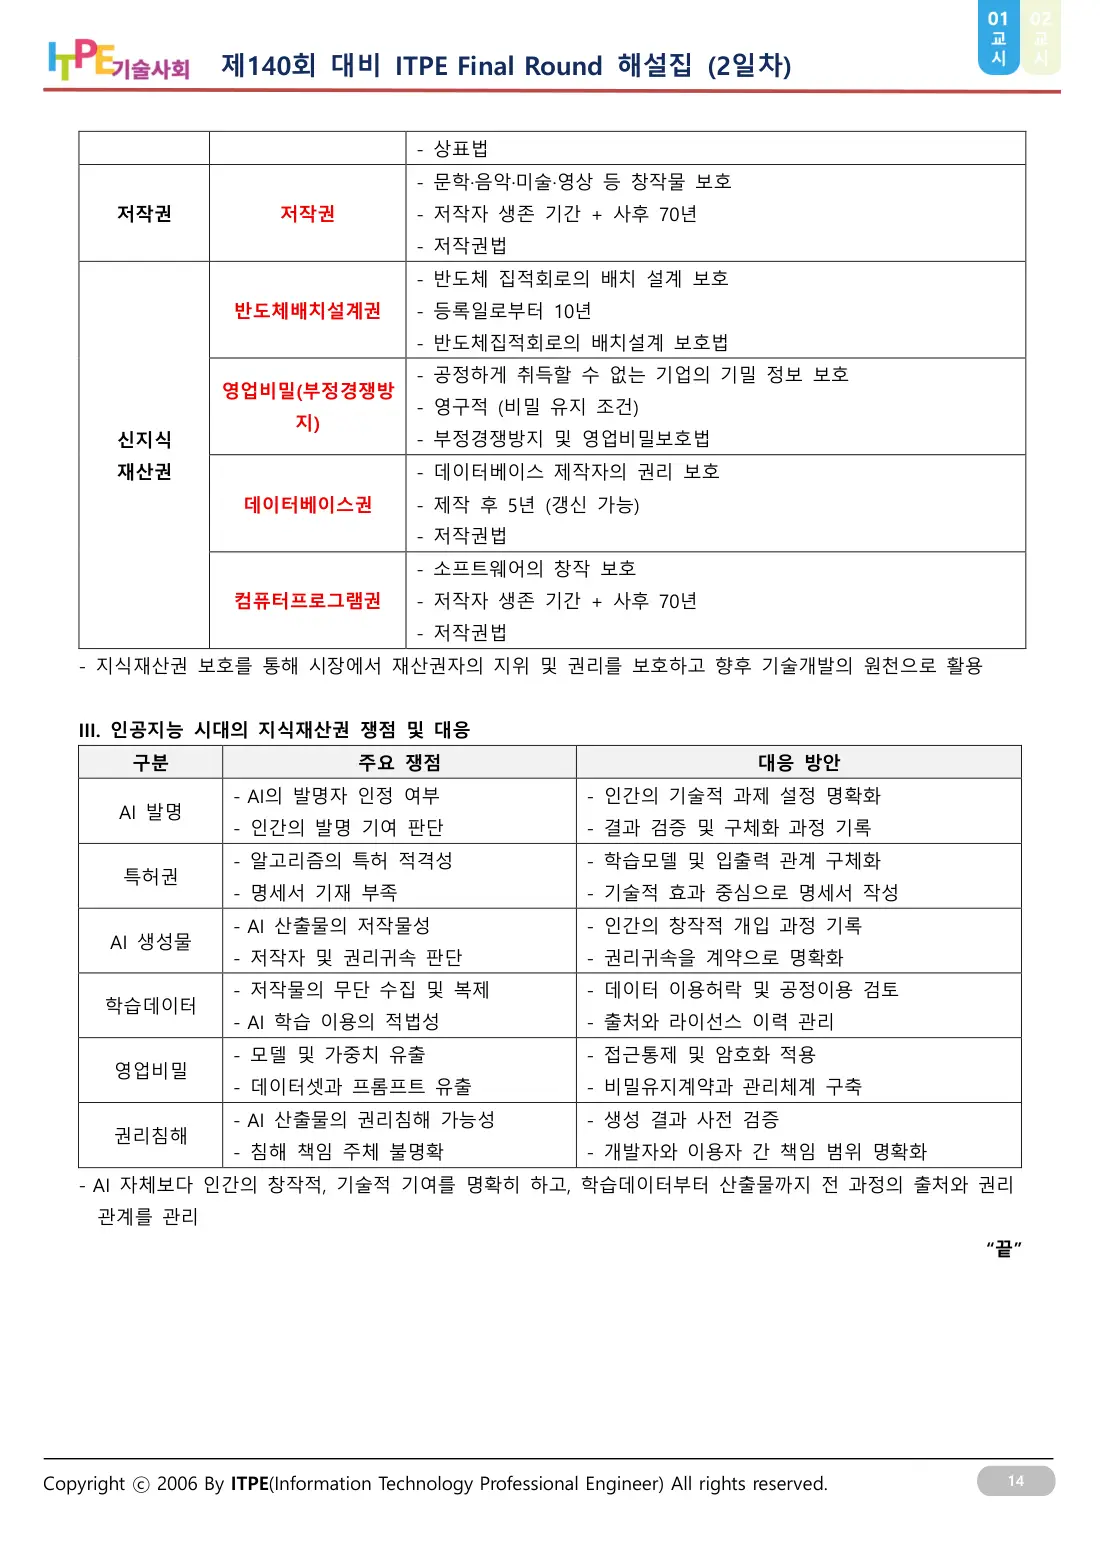 ITPE기술사회 제140회 대비 ITPE Final Round 해설집 (2일차)
01
교
시
02
교
시
- 상표법
저작권
저작권
- 문학·음악·미술·영상 등 창작물 보호
- 저작자 생존 기간 + 사후 70년
- 저작권법
신지식
재산권
반도체배치설계권
- 반도체 집적회로의 배치 설계 보호
- 등록일로부터 10년
- 반도체집적회로의 배치설계 보호법
영업비밀(부정경쟁방
지)
- 공정하게 취득할 수 없는 기업의 기밀 정보 보호
- 영구적 (비밀 유지 조건)
- 부정경쟁방지 및 영업비밀보호법
데이터베이스권
- 데이터베이스 제작자의 권리 보호
- 제작 후 5년 (갱신 가능)
- 저작권법
컴퓨터프로그램권
- 소프트웨어의 창작 보호
- 저작자 생존 기간 + 사후 70년
- 저작권법
- 지식재산권 보호를 통해 시장에서 재산권자의 지위 및 권리를 보호하고 향후 기술개발의 원천으로 활용
III. 인공지능 시대의 지식재산권 쟁점 및 대응
구분 주요 쟁점 대응 방안
AI 발명
- AI의 발명자 인정 여부
- 인간의 발명 기여 판단
- 인간의 기술적 과제 설정 명확화
- 결과 검증 및 구체화 과정 기록
특허권
- 알고리즘의 특허 적격성
- 명세서 기재 부족
- 학습모델 및 입출력 관계 구체화
- 기술적 효과 중심으로 명세서 작성
AI 생성물
- AI 산출물의 저작물성
- 저작자 및 권리귀속 판단
- 인간의 창작적 개입 과정 기록
- 권리귀속을 계약으로 명확화
학습데이터
- 저작물의 무단 수집 및 복제
- AI 학습 이용의 적법성
- 데이터 이용허락 및 공정이용 검토
- 출처와 라이선스 이력 관리
영업비밀
- 모델 및 가중치 유출
- 데이터셋과 프롬프트 유출
- 접근통제 및 암호화 적용
- 비밀유지계약과 관리체계 구축
권리침해
- AI 산출물의 권리침해 가능성
- 침해 책임 주체 불명확
- 생성 결과 사전 검증
- 개발자와 이용자 간 책임 범위 명확화
- AI 자체보다 인간의 창작적, 기술적 기여를 명확히 하고, 학습데이터부터 산출물까지 전 과정의 출처와 권리
관계를 관리
“끝”
Copyright ⓒ 2006 By ITPE(Information Technology Professional Engineer) All rights reserved.
14